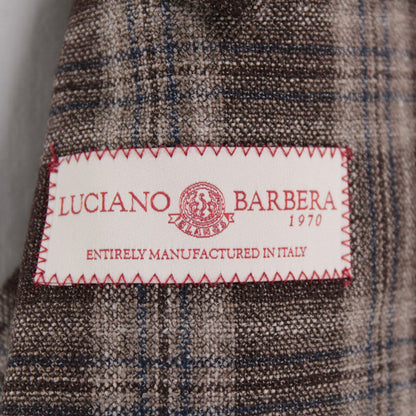 LUCIANO BARBERA
1970
ENTIRELY MANUFACTURED IN ITALY